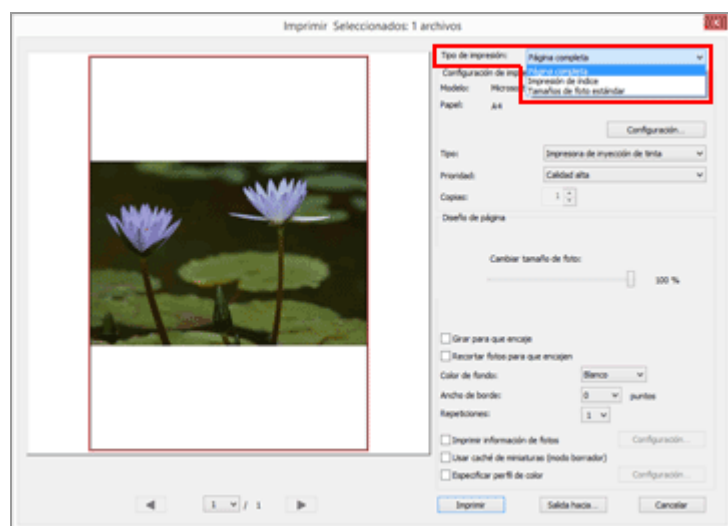 Imprimir Seleccionados: 1 archivos
Tipo de impresión: Página completa
Página completa
Impresión de índice
Tamaños de foto estándar
Configuración de
Modelo:
Papel: A4
Configuración...
Tipo: Impresora de inyección de tinta
Prioridad: Calidad alta
Copias: 1
Diseño de página
Cambiar tamaño de foto:
100 %
Girar para que encaje
Recortar fotos para que encajen
Color de fondo: Blanco
Ancho de borde: 0 puntos
Repeticiones: 1
Imprimir información de fotos Configuración...
Usar caché de miniaturas (modo borrador)
Especificar perfil de color Configuración...
1 / 1 Imprimir Salida hacia... Cancelar